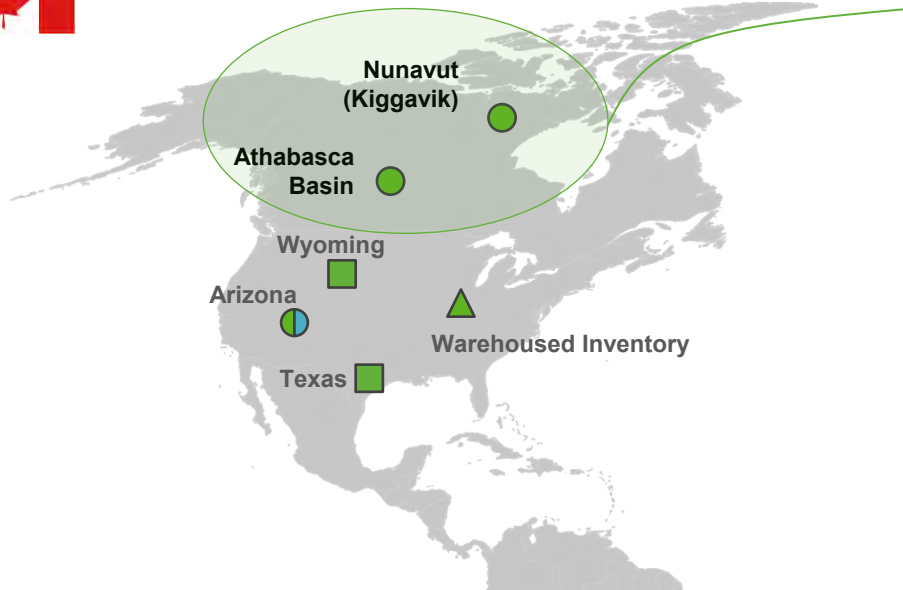 Nunavut
(Kiggavik)
Athabasca
Basin
Wyoming
Arizona
Warehoused Inventory
Texas